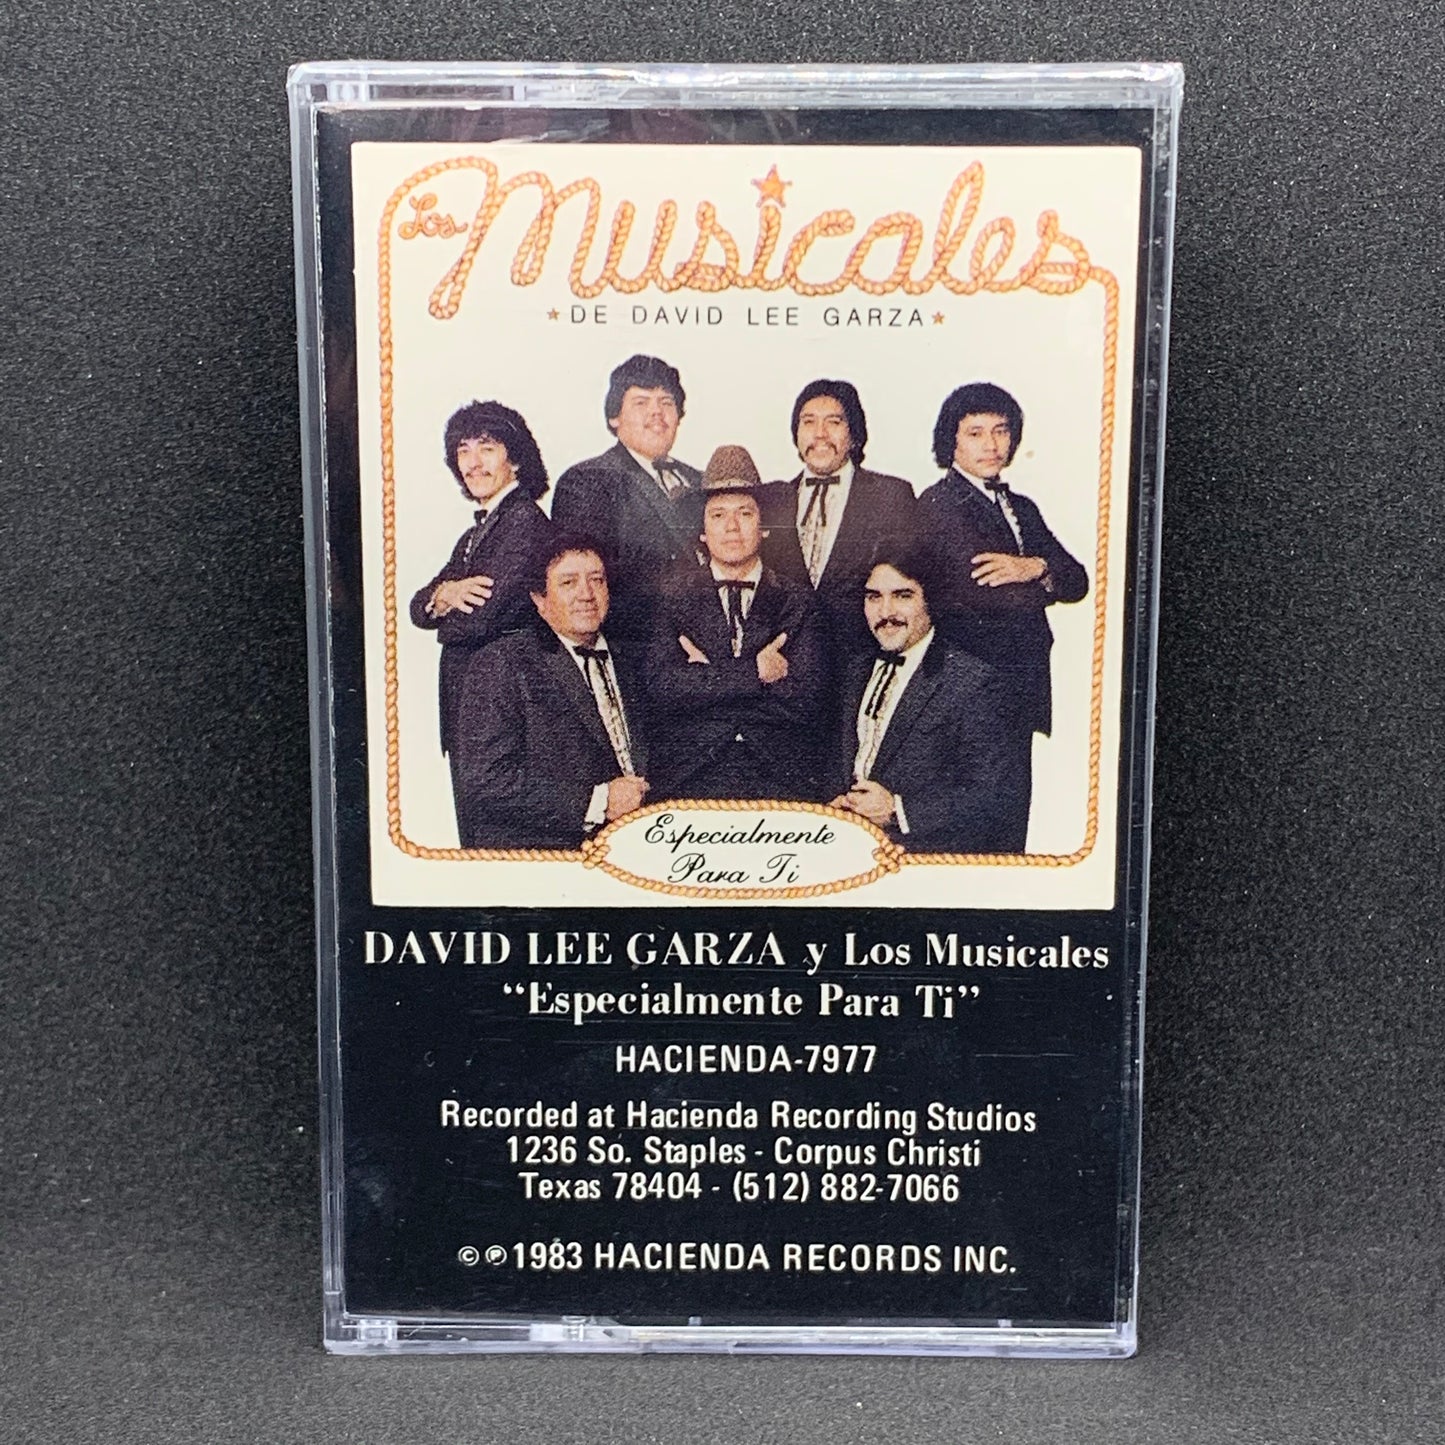 Los Musicales
DE DAVID LEE GARZA
Especialmente
Para Ti
DAVID LEE GARZA y Los Musicales
“Especialmente Para Ti”
HACIENDA-7977
Recorded at Hacienda Recording Studios
1236 So. Staples - Corpus Christi
Texas 78404 - (512) 882-7066
©℗1983 HACIENDA RECORDS INC.